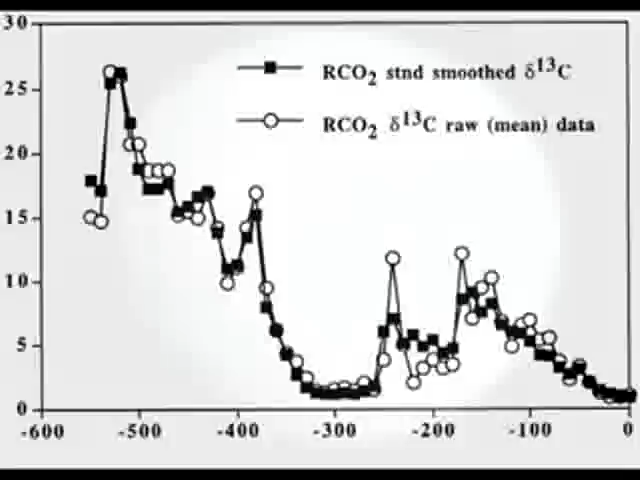 30
RCO2 stnd smoothed δ13C
25
RCO2 δ13C raw (mean) data
20
15
10
5
0
-600 -500 -400 -300 -200 -100 0